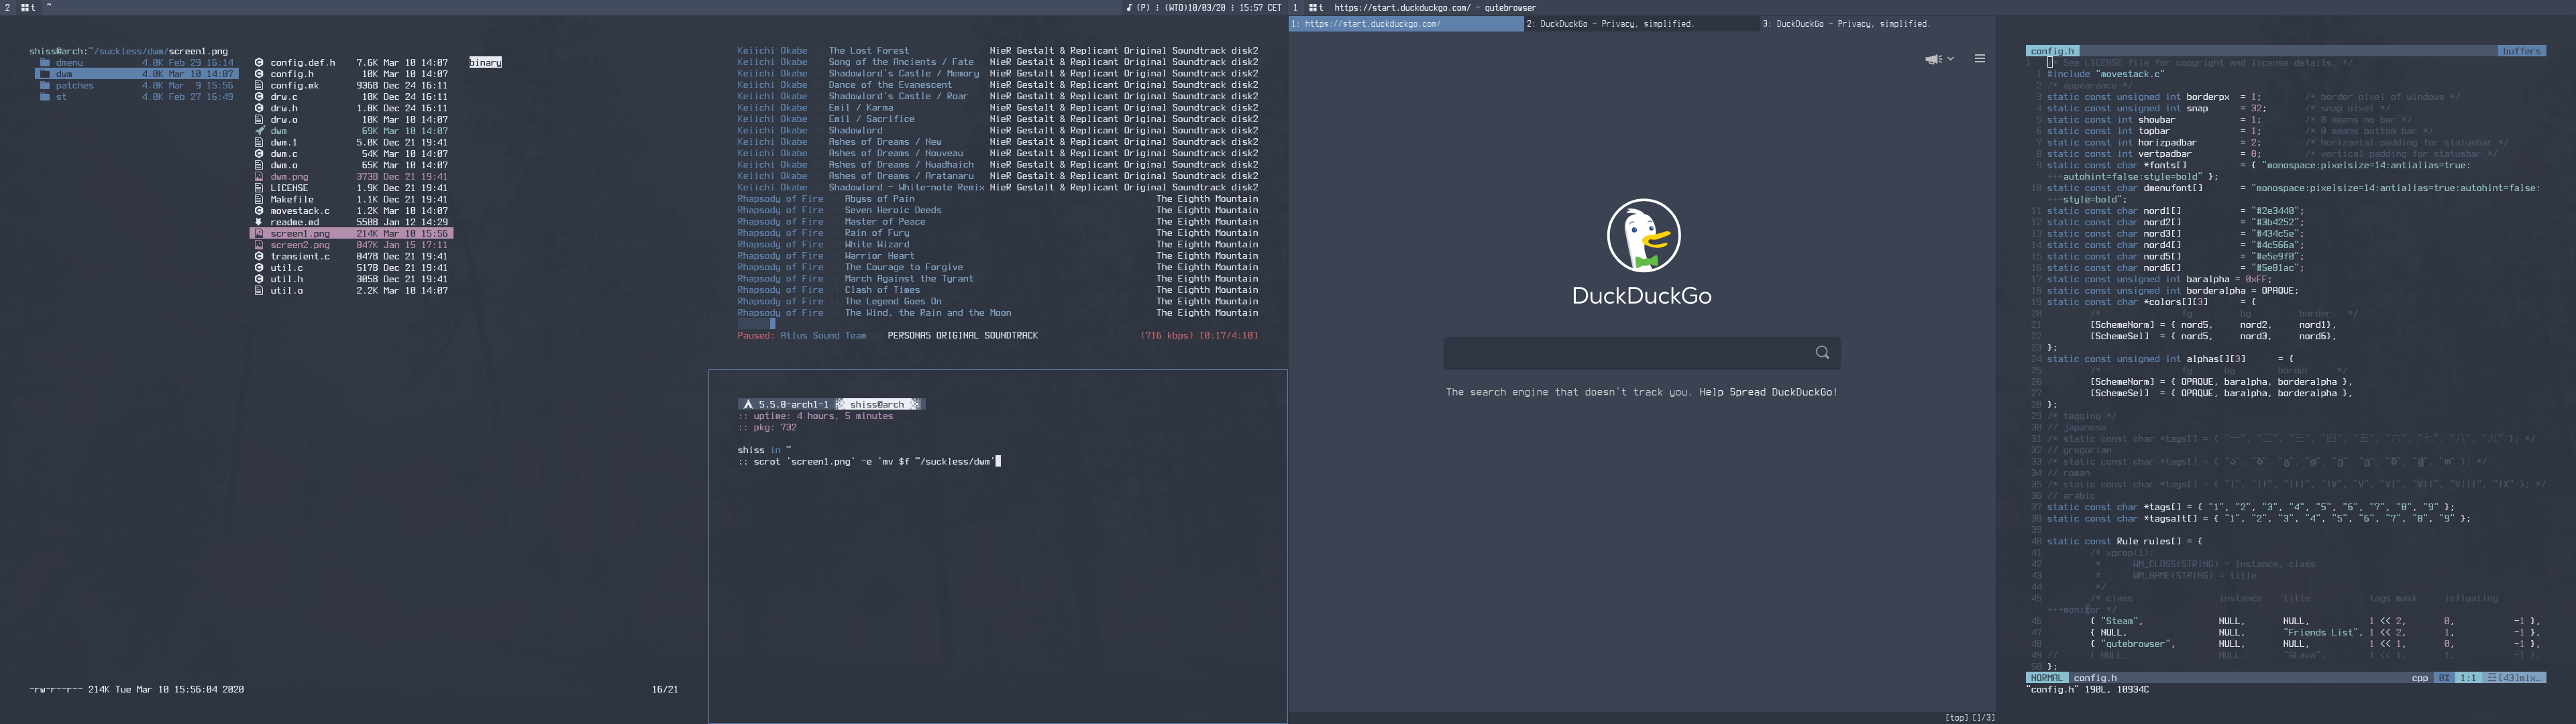 2 t ~
♪ (P) ⁝ (WTO)10/03/20 ⁝ 15:57 CET
1 t https://start.duckduckgo.com/ - qutebrowser
shiss@arch:~/suckless/dwm/screen1.png
dmenu 4.0K Feb 29 16:14
dwm 4.0K Mar 10 14:07
patches 4.0K Mar  9 15:56
st 4.0K Feb 27 16:49
config.def.h 7.6K Mar 10 14:07
config.h 10K Mar 10 14:07
config.mk 936B Dec 24 16:11
drw.c 10K Dec 24 16:11
drw.h 1.8K Dec 24 16:11
drw.o 10K Mar 10 14:07
dwm 69K Mar 10 14:07
dwm.1 5.0K Dec 21 19:41
dwm.c 54K Mar 10 14:07
dwm.o 65K Mar 10 14:07
dwm.png 373B Dec 21 19:41
LICENSE 1.9K Dec 21 19:41
Makefile 1.1K Dec 21 19:41
movestack.c 1.2K Mar 10 14:07
readme.md 550B Jan 12 14:29
screen1.png 214K Mar 10 15:56
screen2.png 847K Jan 15 17:11
transient.c 847B Dec 21 19:41
util.c 517B Dec 21 19:41
util.h 305B Dec 21 19:41
util.o 2.2K Mar 10 14:07
binary
-rw-r--r-- 214K Tue Mar 10 15:56:04 2020 16/21
Keiichi Okabe The Lost Forest NieR Gestalt & Replicant Original Soundtrack disk2
Keiichi Okabe Song of the Ancients / Fate NieR Gestalt & Replicant Original Soundtrack disk2
Keiichi Okabe Shadowlord's Castle / Memory NieR Gestalt & Replicant Original Soundtrack disk2
Keiichi Okabe Dance of the Evanescent NieR Gestalt & Replicant Original Soundtrack disk2
Keiichi Okabe Shadowlord's Castle / Roar NieR Gestalt & Replicant Original Soundtrack disk2
Keiichi Okabe Emil / Karma NieR Gestalt & Replicant Original Soundtrack disk2
Keiichi Okabe Emil / Sacrifice NieR Gestalt & Replicant Original Soundtrack disk2
Keiichi Okabe Shadowlord NieR Gestalt & Replicant Original Soundtrack disk2
Keiichi Okabe Ashes of Dreams / New NieR Gestalt & Replicant Original Soundtrack disk2
Keiichi Okabe Ashes of Dreams / Nouveau NieR Gestalt & Replicant Original Soundtrack disk2
Keiichi Okabe Ashes of Dreams / Nuadhaich NieR Gestalt & Replicant Original Soundtrack disk2
Keiichi Okabe Ashes of Dreams / Aratanaru NieR Gestalt & Replicant Original Soundtrack disk2
Keiichi Okabe Shadowlord - White-note Remix NieR Gestalt & Replicant Original Soundtrack disk2
Rhapsody of Fire Abyss of Pain The Eighth Mountain
Rhapsody of Fire Seven Heroic Deeds The Eighth Mountain
Rhapsody of Fire Master of Peace The Eighth Mountain
Rhapsody of Fire Rain of Fury The Eighth Mountain
Rhapsody of Fire White Wizard The Eighth Mountain
Rhapsody of Fire Warrior Heart The Eighth Mountain
Rhapsody of Fire The Courage to Forgive The Eighth Mountain
Rhapsody of Fire March Against the Tyrant The Eighth Mountain
Rhapsody of Fire Clash of Times The Eighth Mountain
Rhapsody of Fire The Legend Goes On The Eighth Mountain
Rhapsody of Fire The Wind, the Rain and the Moon The Eighth Mountain
Paused: Atlus Sound Team PERSONA5 ORIGINAL SOUNDTRACK (716 kbps) [0:17/4:10]
5.5.8-arch1-1 shiss@arch
:: uptime: 4 hours, 5 minutes
:: pkg: 732
shiss in ~
:: scrot 'screen1.png' -e 'mv $f ~/suckless/dwm'
1: https://start.duckduckgo.com/ 2: DuckDuckGo - Privacy, simplified. 3: DuckDuckGo - Privacy, simplified.
DuckDuckGo
The search engine that doesn't track you. Help Spread DuckDuckGo!
[top] [1/3]
config.h buffers
1 /* See LICENSE file for copyright and license details. */
1 #include "movestack.c"
2 /* appearance */
3 static const unsigned int borderpx = 1; /* border pixel of windows */
4 static const unsigned int snap = 32; /* snap pixel */
5 static const int showbar = 1; /* 0 means no bar */
6 static const int topbar = 1; /* 0 means bottom bar */
7 static const int horizpadbar = 2; /* horizontal padding for statusbar */
8 static const int vertpadbar = 8; /* vertical padding for statusbar */
9 static const char *fonts[] = { "monospace:pixelsize=14:antialias=true:
+++autohint=false:style=bold" };
10 static const char dmenufont[] = "monospace:pixelsize=14:antialias=true:autohint=false:
+++style=bold";
11 static const char nord1[] = "#2e3440";
12 static const char nord2[] = "#3b4252";
13 static const char nord3[] = "#434c5e";
14 static const char nord4[] = "#4c566a";
15 static const char nord5[] = "#e5e9f0";
16 static const char nord6[] = "#5e81ac";
17 static const unsigned int baralpha = 0xFF;
18 static const unsigned int borderalpha = OPAQUE;
19 static const char *colors[][3] = {
20 /* fg bg border */
21 [SchemeNorm] = { nord5, nord2, nord1},
22 [SchemeSel] = { nord5, nord3, nord6},
23 };
24 static const unsigned int alphas[][3] = {
25 /* fg bg border */
26 [SchemeNorm] = { OPAQUE, baralpha, borderalpha },
27 [SchemeSel] = { OPAQUE, baralpha, borderalpha },
28 };
29 /* tagging */
30 // japanese
31 /* static const char *tags[] = { "一", "二", "三", "四", "五", "六", "七", "八", "九" }; */
32 // gregorian
33 /* static const char *tags[] = {
34 // roman
35 /* static const char *tags[] = { "I", "II", "III", "IV", "V", "VI", "VII", "VIII", "IX" }; */
36 // arabic
37 static const char *tags[] = { "1", "2", "3", "4", "5", "6", "7", "8", "9" };
38 static const char *tagsalt[] = { "1", "2", "3", "4", "5", "6", "7", "8", "9" };
39
40 static const Rule rules[] = {
41 /* xprop(1):
42 * WM_CLASS(STRING) = instance, class
43 * WM_NAME(STRING) = title
44 */
45 /* class instance title tags mask isfloating
+++monitor */
46 { "Steam", NULL, NULL, 1 << 2, 0, -1 },
47 { NULL, NULL, "Friends List", 1 << 2, 1, -1 },
48 { "qutebrowser", NULL, NULL, 1 << 1, 0, -1 },
49 // { NULL, NULL, "GLava", 1 << 1, 1, -1 },
50 };
NORMAL config.h cpp 0% 1:1 [43]mix…
"config.h" 190L, 10934C